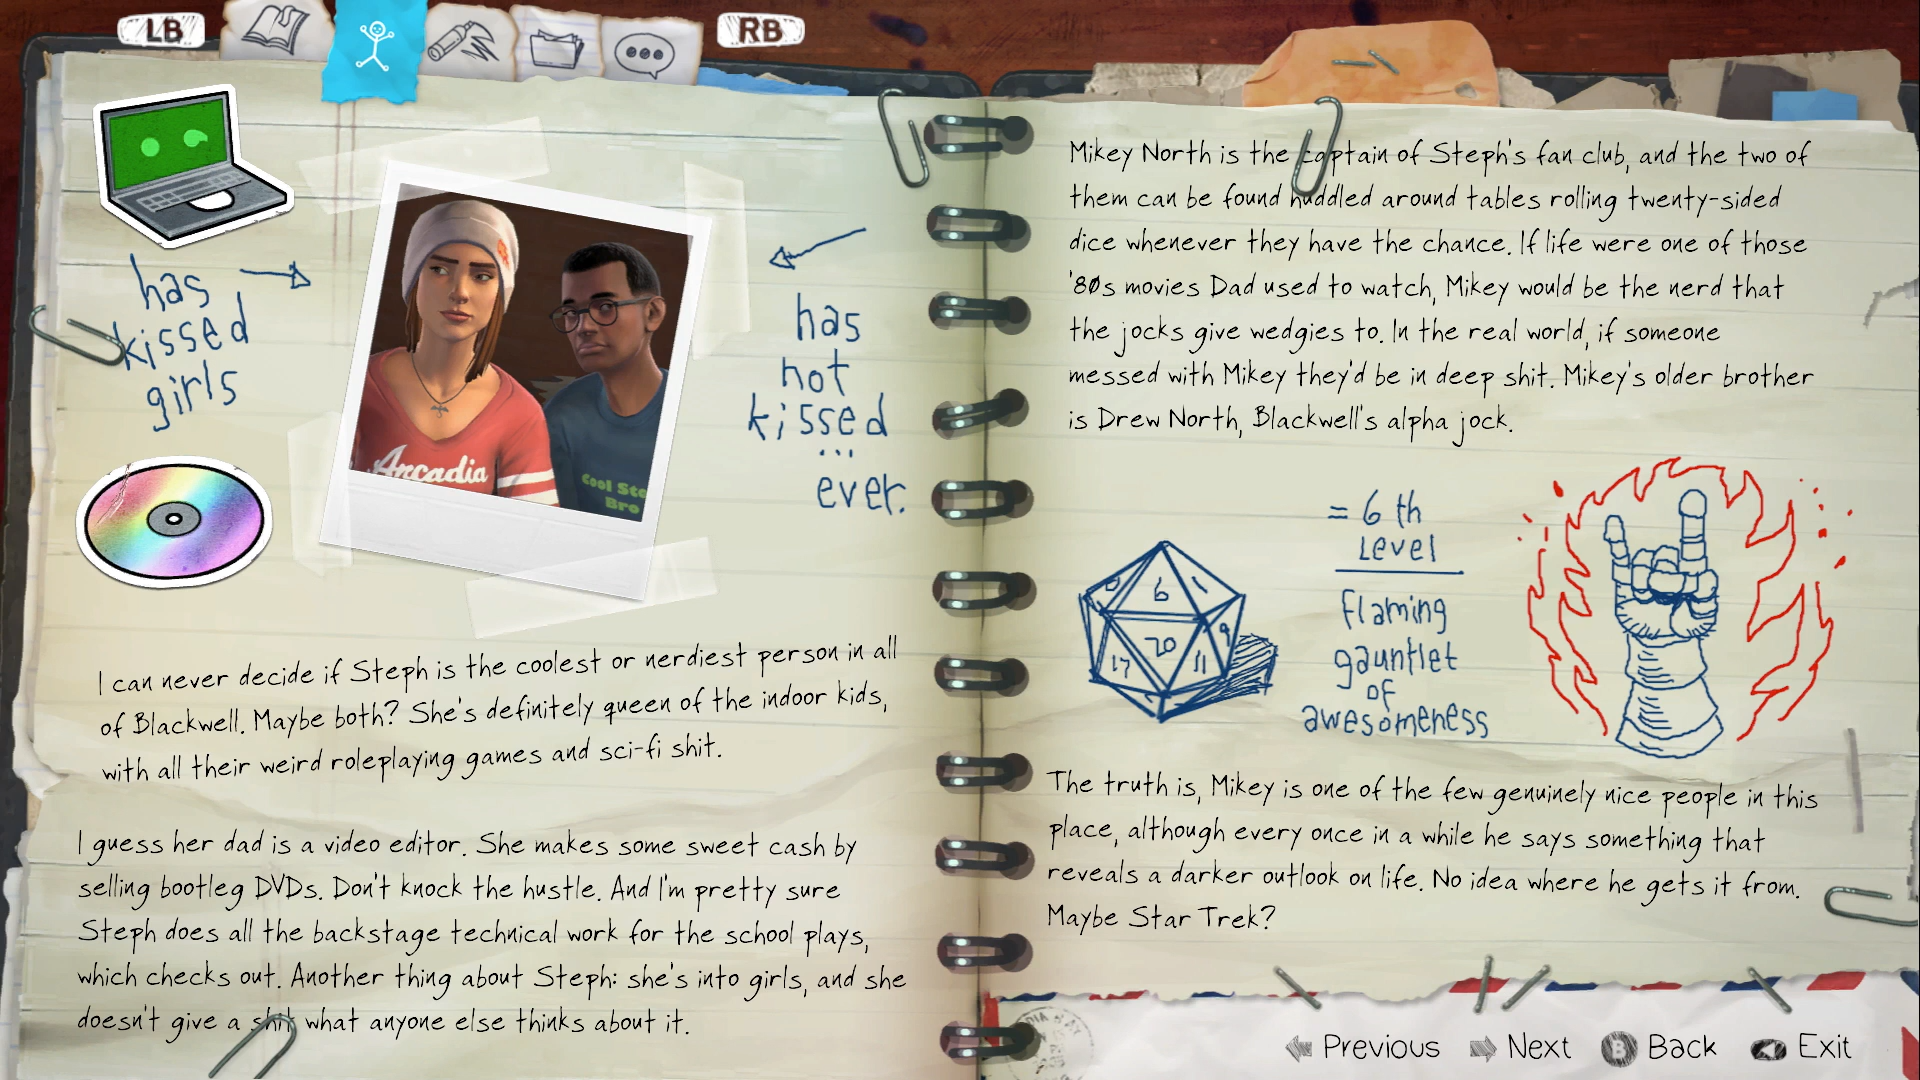 LB
RB
has
kissed
girls
has
not
kissed
...
ever.
Arcadia
Cool Sto
Bro
I can never decide if Steph is the coolest or nerdiest person in all
of Blackwell. Maybe both? She's definitely queen of the indoor kids,
with all their weird roleplaying games and sci-fi shit.
I guess her dad is a video editor. She makes some sweet cash by
selling bootleg DVDs. Don't knock the hustle. And I'm pretty sure
Steph does all the backstage technical work for the school plays,
which checks out. Another thing about Steph: she's into girls, and she
doesn't give a shit what anyone else thinks about it.
Mikey North is the captain of Steph's fan club, and the two of
them can be found huddled around tables rolling twenty-sided
dice whenever they have the chance. If life were one of those
'80s movies Dad used to watch, Mikey would be the nerd that
the jocks give wedgies to. In the real world, if someone
messed with Mikey they'd be in deep shit. Mikey's older brother
is Drew North, Blackwell's alpha jock.
6
20
17
11
9
1
= 6th
Level
Flaming
gauntlet
of
awesomeness
The truth is, Mikey is one of the few genuinely nice people in this
place, although every once in a while he says something that
reveals a darker outlook on life. No idea where he gets it from.
Maybe Star Trek?
Previous
Next
B Back
Exit